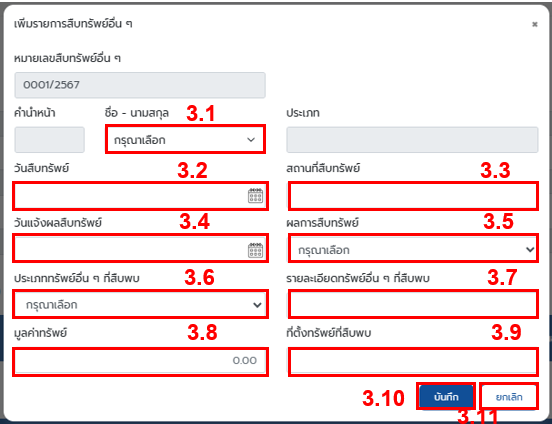 เพิ่มรายการสืบทรัพย์อื่น ๆ ×
หมายเลขสืบทรัพย์อื่น ๆ
0001/2567
คำนำหน้า ชื่อ - นามสกุล 3.1 ประเภท
กรุณาเลือก
วันสืบทรัพย์ 3.2 สถานที่สืบทรัพย์ 3.3
วันแจ้งผลสืบทรัพย์ 3.4 ผลการสืบทรัพย์ 3.5
กรุณาเลือก
ประเภททรัพย์อื่น ๆ ที่สืบพบ 3.6 รายละเอียดทรัพย์อื่น ๆ ที่สืบพบ 3.7
กรุณาเลือก
มูลค่าทรัพย์ 3.8 ที่ตั้งทรัพย์ที่สืบพบ 3.9
0.00
3.10 บันทึก ยกเลิก
3.11